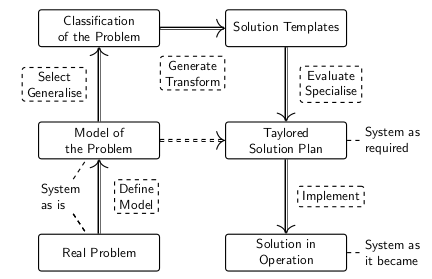 Classification
of the Problem
Solution Templates
Select
Generalise
Generate
Transform
Evaluate
Specialise
Model of
the Problem
Taylored
Solution Plan
System as
required
System
as is
Define
Model
Implement
Real Problem
Solution in
Operation
System as
it became